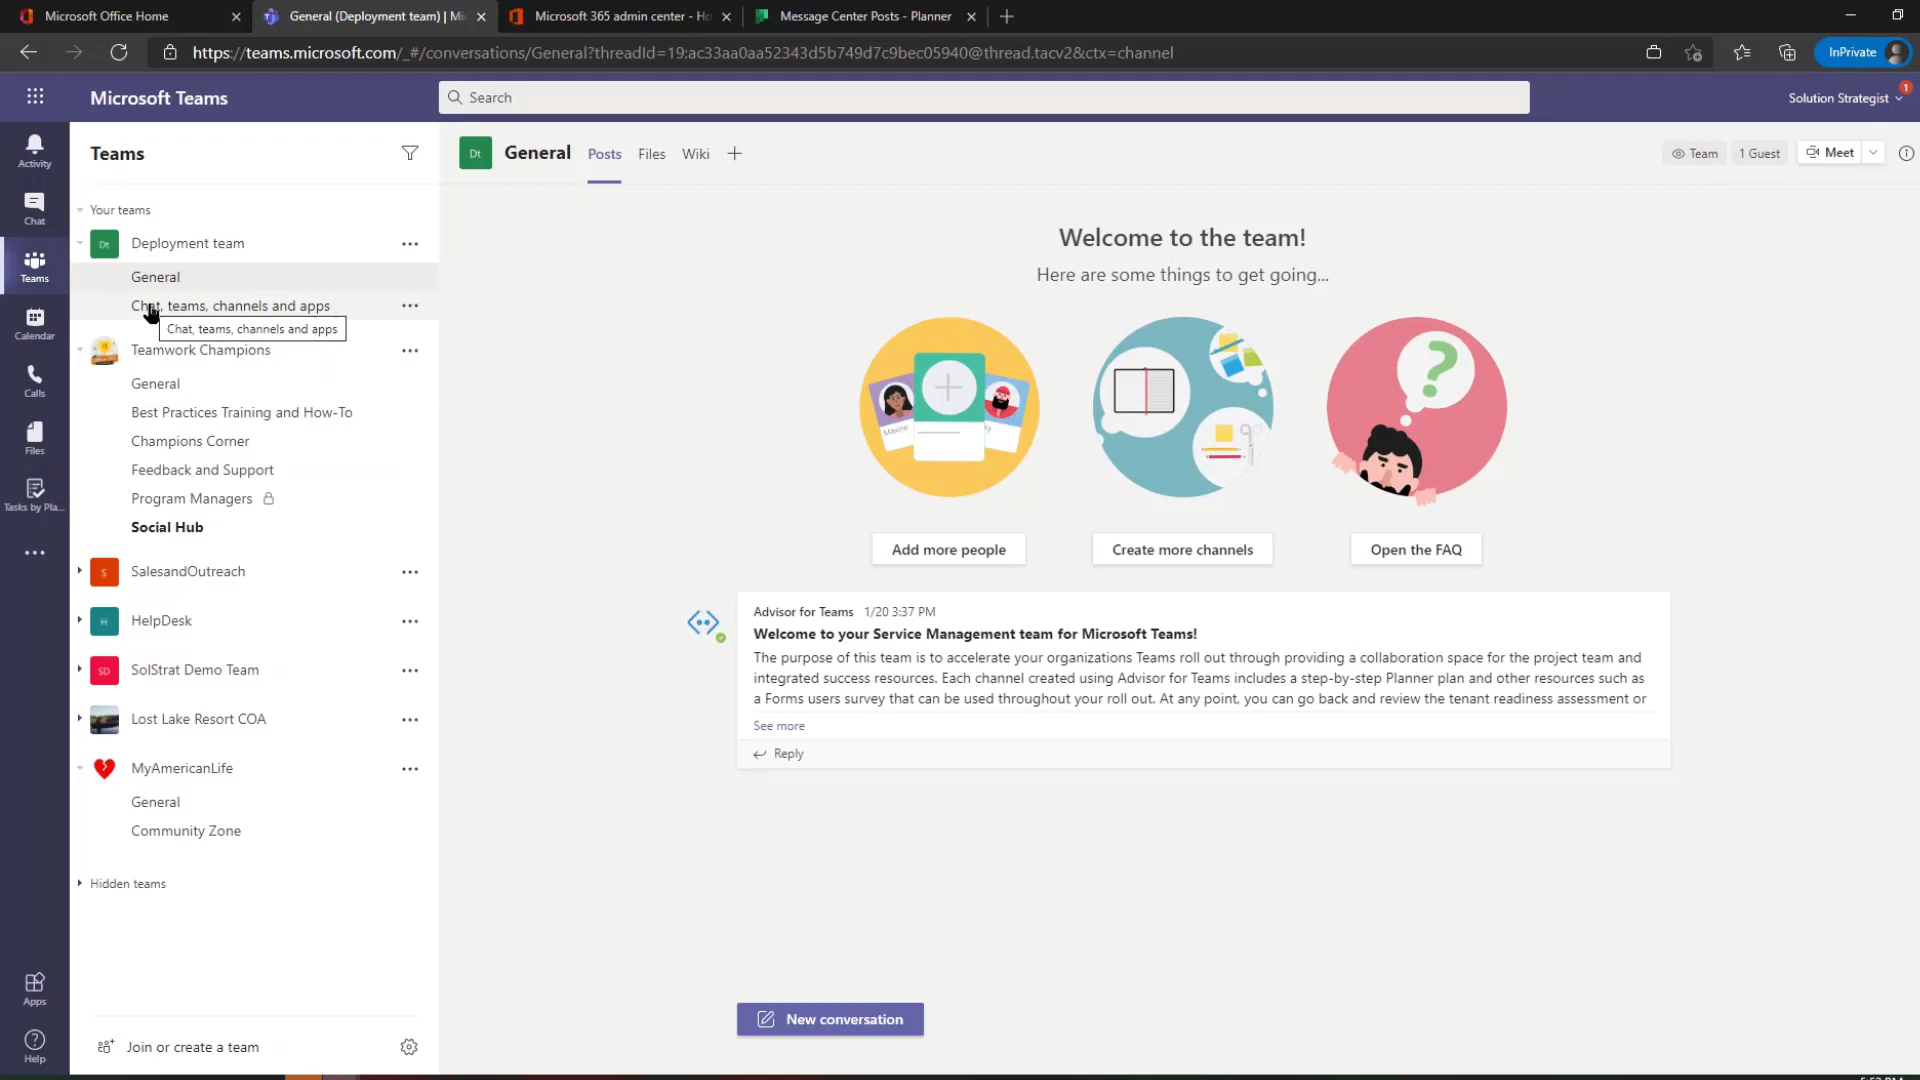 Microsoft Office Home
General (Deployment team) | Mi
Microsoft 365 admin center - Ho
Message Center Posts - Planner
https://teams.microsoft.com/_#/conversations/General?threadId=19:ac33aa0aa52343d5b749d7c9bec05940@thread.tacv2&ctx=channel
InPrivate
Microsoft Teams
Search
Solution Strategist
1
Activity
Chat
Teams
Calendar
Calls
Files
Tasks by Pla...
Apps
Help
Teams
Your teams
Dt
Deployment team
General
Chat, teams, channels and apps
Chat, teams, channels and apps
Teamwork Champions
General
Best Practices Training and How-To
Champions Corner
Feedback and Support
Program Managers
Social Hub
S
SalesandOutreach
H
HelpDesk
SD
SolStrat Demo Team
Lost Lake Resort COA
MyAmericanLife
General
Community Zone
Hidden teams
Join or create a team
Dt
General
Posts
Files
Wiki
Team
1 Guest
Meet
Welcome to the team!
Here are some things to get going...
Maxine
Add more people
Create more channels
Open the FAQ
Advisor for Teams 1/20 3:37 PM
Welcome to your Service Management team for Microsoft Teams!
The purpose of this team is to accelerate your organizations Teams roll out through providing a collaboration space for the project team and
integrated success resources. Each channel created using Advisor for Teams includes a step-by-step Planner plan and other resources such as
a Forms users survey that can be used throughout your roll out. At any point, you can go back and review the tenant readiness assessment or
See more
Reply
New conversation